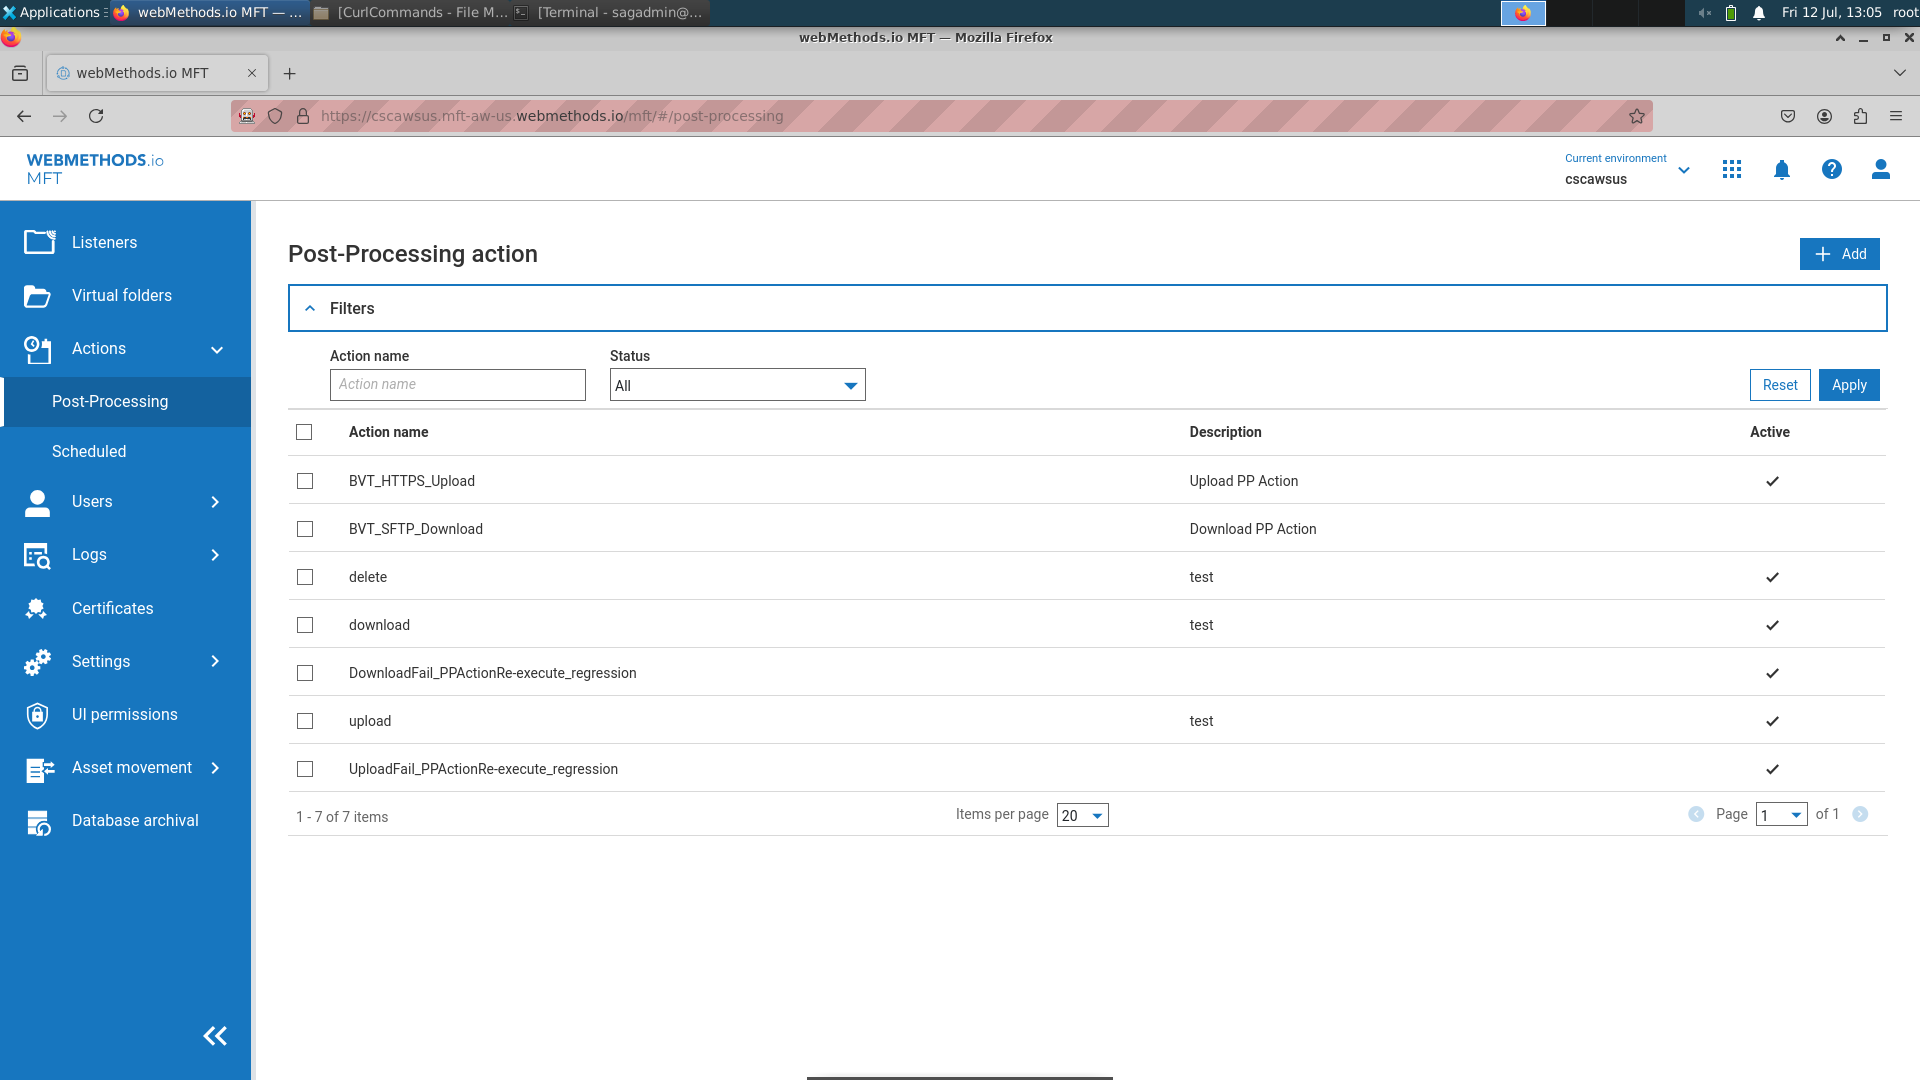 Applications webMethods.io MFT — ... [CurlCommands - File M... [Terminal - sagadmin@... Fri 12 Jul, 13:05 root
webMethods.io MFT — Mozilla Firefox
webMethods.io MFT
https://cscawsus.mft-aw-us.webmethods.io/mft/#/post-processing
WEBMETHODS.io
MFT
Current environment
cscawsus
Listeners
Virtual folders
Actions
Post-Processing
Scheduled
Users
Logs
Certificates
Settings
UI permissions
Asset movement
Database archival
Post-Processing action
Add
Filters
Action name Status
Action name All Reset Apply
Action name Description Active
BVT_HTTPS_Upload Upload PP Action
BVT_SFTP_Download Download PP Action
delete test
download test
DownloadFail_PPActionRe-execute_regression
upload test
UploadFail_PPActionRe-execute_regression
1 - 7 of 7 items Items per page 20 Page 1 of 1